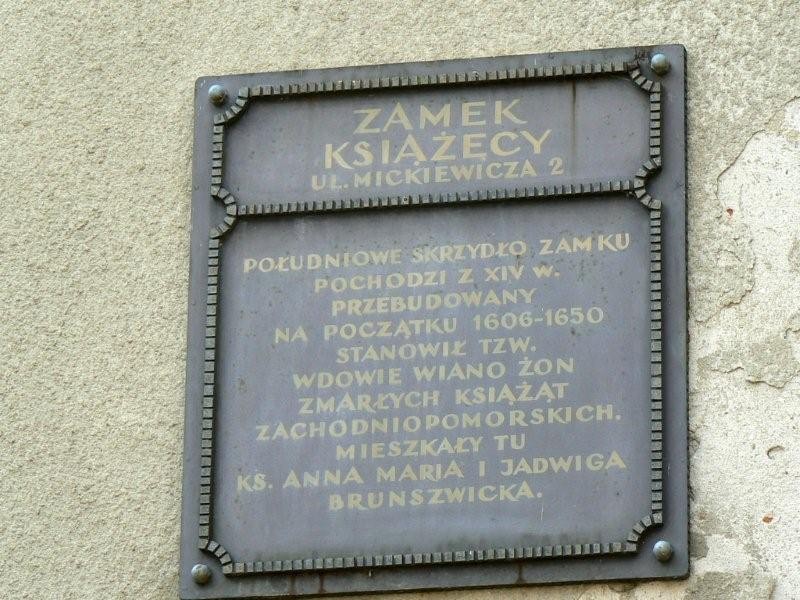 ZAMEK
KSIĄŻĘCY
UL. MICKIEWICZA 2
POŁUDNIOWE SKRZYDŁO ZAMKU
POCHODZI Z XIV W.
PRZEBUDOWANY
NA POCZĄTKU 1606-1650
STANOWIŁ TZW.
WDOWIE WIANO ŻON
ZMARŁYCH KSIĄŻĄT
ZACHODNIOPOMORSKICH.
MIESZKAŁY TU
KS. ANNA MARIA I JADWIGA
BRUNSZWICKA.